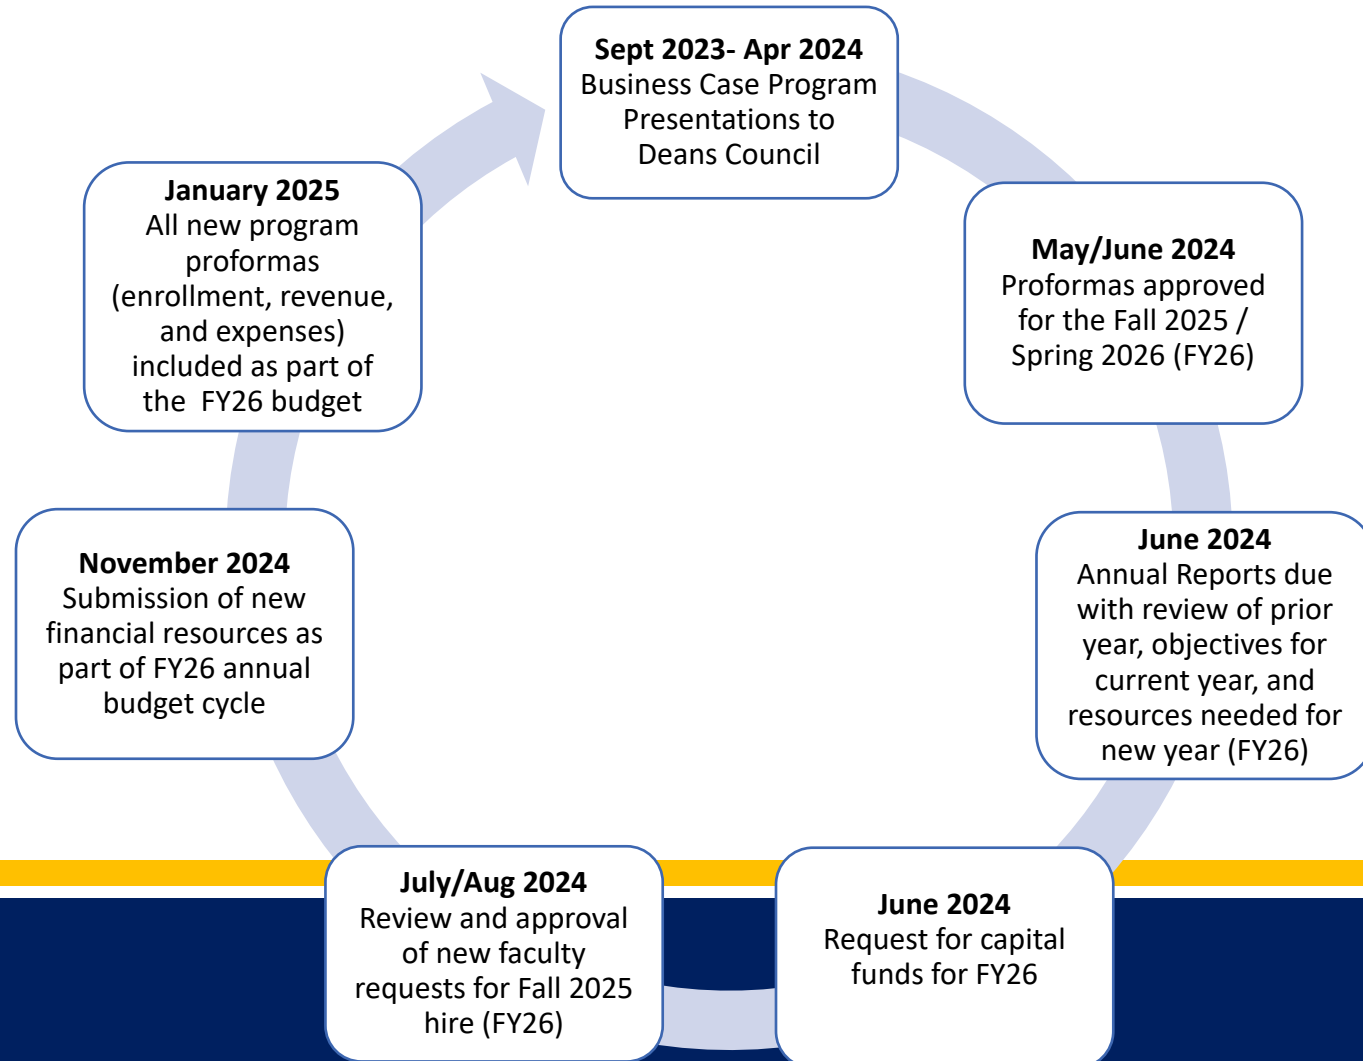 Sept 2023- Apr 2024
Business Case Program
Presentations to
Deans Council
May/June 2024
Proformas approved
for the Fall 2025 /
Spring 2026 (FY26)
June 2024
Annual Reports due
with review of prior
year, objectives for
current year, and
resources needed for
new year (FY26)
June 2024
Request for capital
funds for FY26
July/Aug 2024
Review and approval
of new faculty
requests for Fall 2025
hire (FY26)
November 2024
Submission of new
financial resources as
part of FY26 annual
budget cycle
January 2025
All new program
proformas
(enrollment, revenue,
and expenses)
included as part of
the  FY26 budget